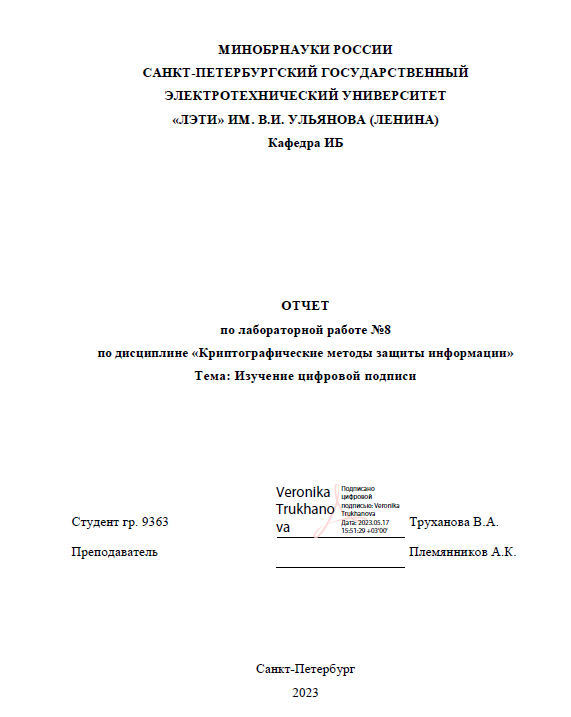 МИНОБРНАУКИ РОССИИ
САНКТ-ПЕТЕРБУРГСКИЙ ГОСУДАРСТВЕННЫЙ
ЭЛЕКТРОТЕХНИЧЕСКИЙ УНИВЕРСИТЕТ
«ЛЭТИ» ИМ. В.И. УЛЬЯНОВА (ЛЕНИНА)
Кафедра ИБ
ОТЧЕТ
по лабораторной работе №8
по дисциплине «Криптографические методы защиты информации»
Тема: Изучение цифровой подписи
Veronika
Trukhano
va
Подписано
цифровой
подписью: Veronika
Trukhanova
Дата: 2023.05.17
15:51:29 +03'00'
Студент гр. 9363
Труханова В.А.
Преподаватель
Племянников А.К.
Санкт-Петербург
2023